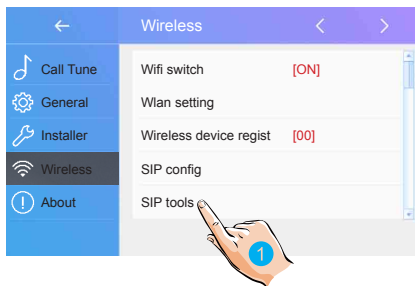 Wireless
Call Tune
General
Installer
Wireless
About
Wifi switch [ON]
Wlan setting
Wireless device regist [00]
SIP config
SIP tools
1